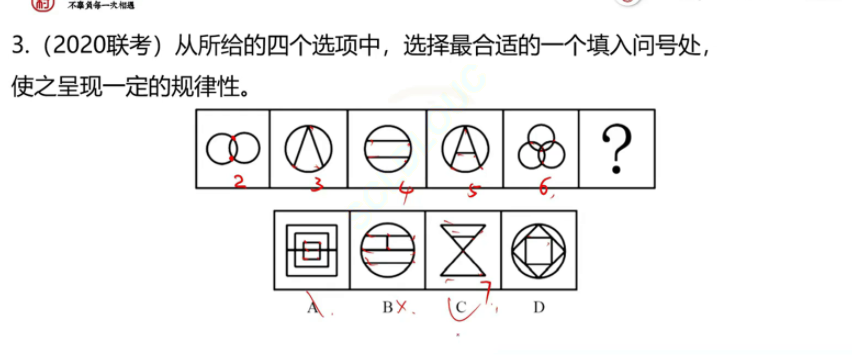 不辜负每一次相遇
3.（2020联考）从所给的四个选项中，选择最合适的一个填入问号处，
使之呈现一定的规律性。
?
2 3 4 5 6
7
A B× C D